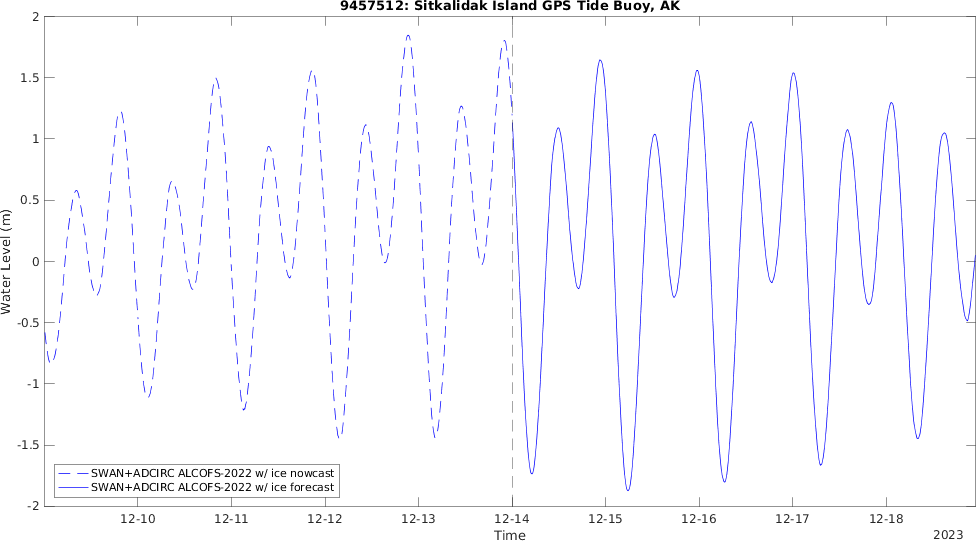 9457512: Sitkalidak Island GPS Tide Buoy, AK
2
1.5
1
0.5
0
-0.5
-1
-1.5
-2
Water Level (m)
SWAN+ADCIRC ALCOFS-2022 w/ ice nowcast
SWAN+ADCIRC ALCOFS-2022 w/ ice forecast
12-10 12-11 12-12 12-13 12-14 12-15 12-16 12-17 12-18
Time
2023